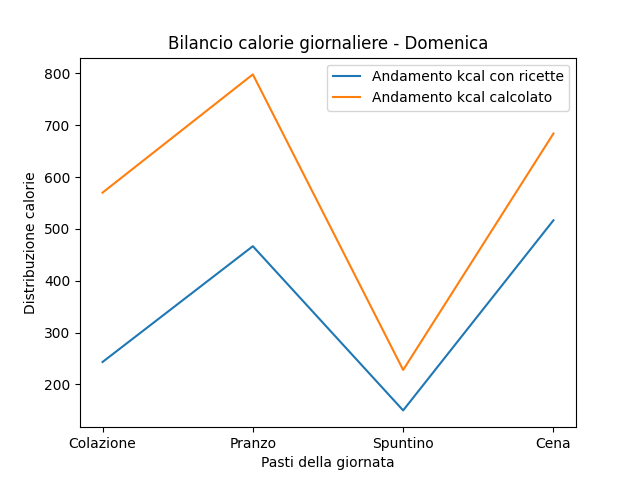 Bilancio calorie giornaliere - Domenica
Andamento kcal con ricette
Andamento kcal calcolato
800
700
600
500
400
300
200
Distribuzione calorie
Colazione Pranzo Spuntino Cena
Pasti della giornata